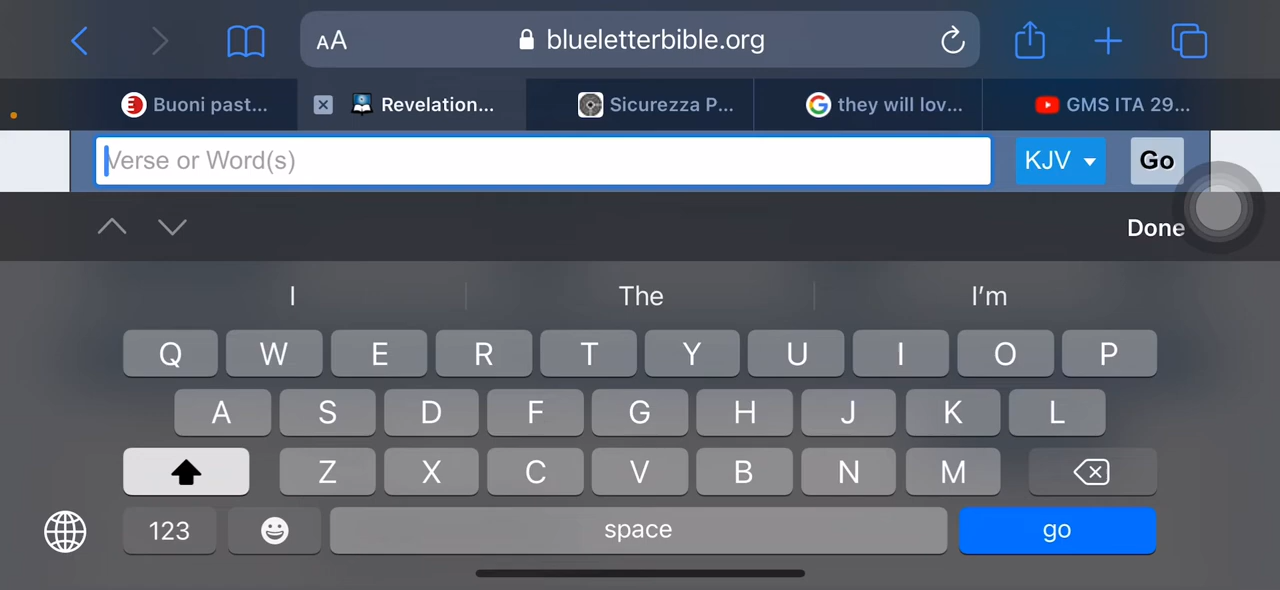 AA blueletterbible.org
Buoni past... Revelation... Sicurezza P... they will lov... GMS ITA 29...
Verse or Word(s) KJV Go
Done
I The I'm
Q W E R T Y U I O P
A S D F G H J K L
Z X C V B N M
123 space go